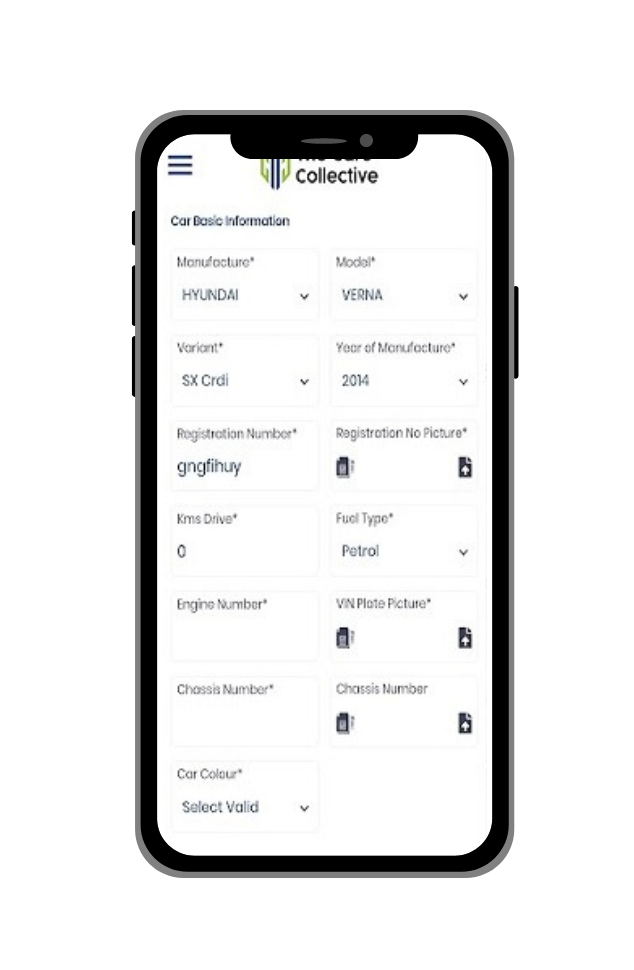 Collective
Car Basic Information
Manufacture*
Model*
HYUNDAI
VERNA
Variant*
Year of Manufacture*
SX Crdi
2014
Registration Number*
Registration No Picture*
gngfihuy
Kms Drive*
Fuel Type*
0
Petrol
Engine Number*
VIN Plate Picture*
Chassis Number*
Chassis Number
Car Colour*
Select Valid